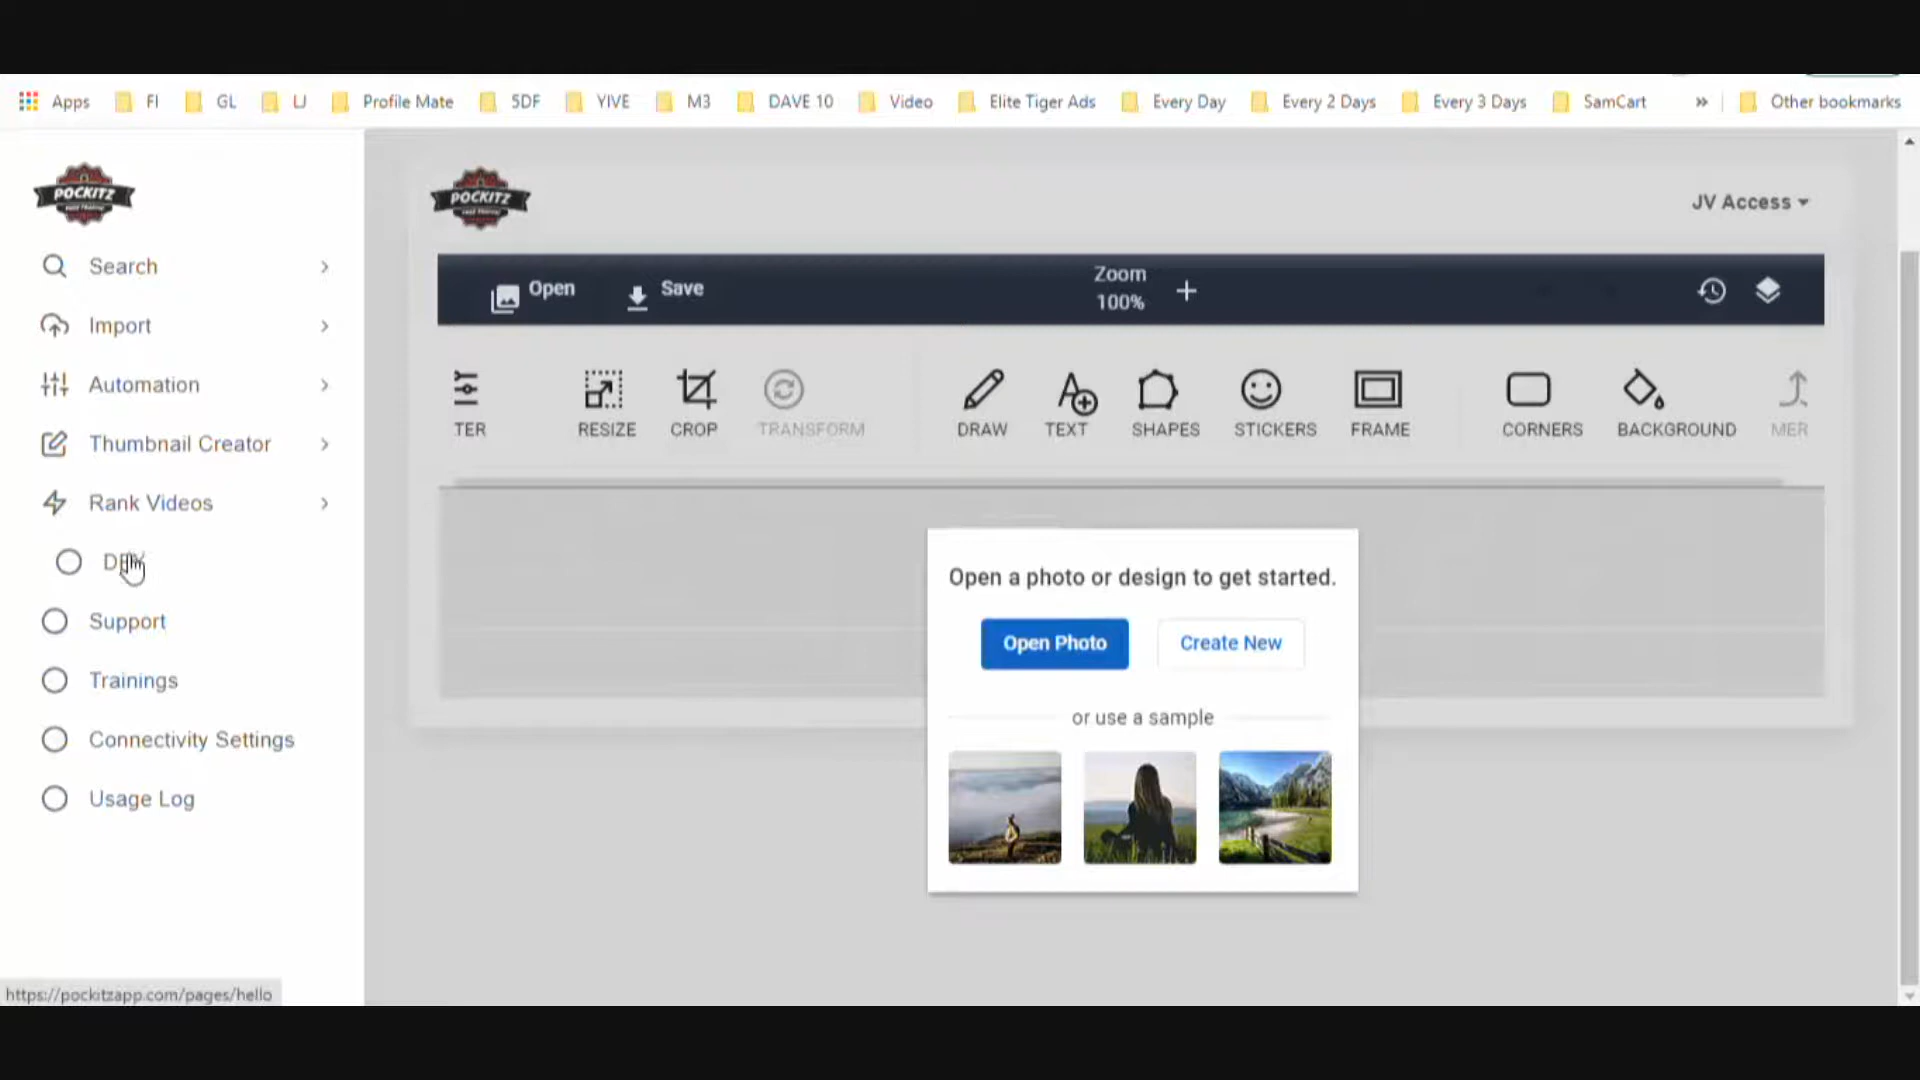 Apps FI GL LJ Profile Mate 5DF YIVE M3 DAVE 10 Video Elite Tiger Ads Every Day Every 2 Days Every 3 Days SamCart » Other bookmarks
POCKITZ
POCKITZ
JV Access
Search
Import
Automation
Thumbnail Creator
Rank Videos
Support
Trainings
Connectivity Settings
Usage Log
Open Save Zoom
100% +
TER RESIZE CROP TRANSFORM DRAW TEXT SHAPES STICKERS FRAME CORNERS BACKGROUND MER
Open a photo or design to get started.
Open Photo Create New
or use a sample
https://pockitzapp.com/pages/hello